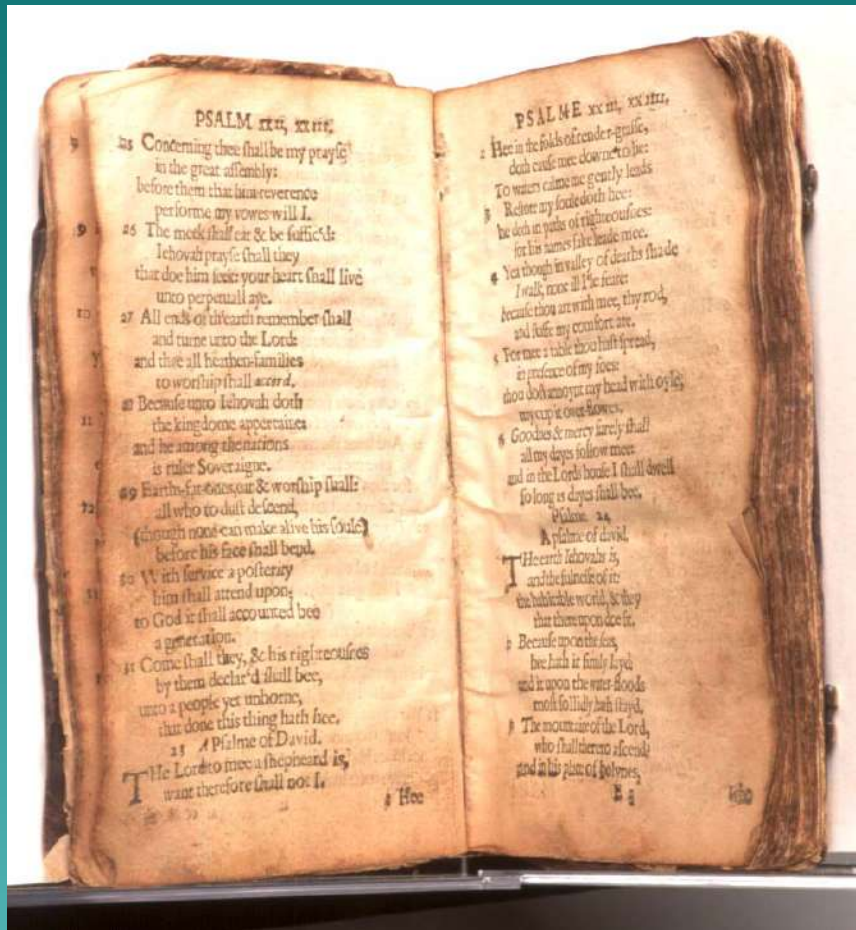 PSALM xxii, xxiii.
25 Concerning thee shall be my prayse
in the great assembly:
before them that him reverence
performe my vowes will I.
26 The meek shall eat & be suffic'd:
Iehovah prayse shall they
that doe him seek: your heart shall live
unto perpetuall aye.
27 All ends of th'earth remember shall
and turne unto the Lord:
and thee all heathen-families
to worship shall accord.
28 Because unto Iehovah doth
the kingdome appertaine:
and he among the nations
is ruler Soveraigne.
29 Earths-fat-ones, eat & worship shall:
all who to dust descend,
(though none can make alive his soule)
before his face shall bend.
30 With service a posterity
him shall attend upon;
to God it shall accounted bee
a generation.
31 Come shall they, & his righteousnes
by them declar'd shall bee,
unto a people yet unborne,
that done this thing hath hee.
23 A Psalme of David.
THe Lord to mee a shepheard is,
want therefore shall not I.
2 Hee
PSALME xxiii, xxiiii,
2 Hee in the folds of tender-grasse,
doth cause mee downe to lie:
To waters calme me gently leads
3 Restore my soule doth hee:
he doth in paths of righteousnes:
for his names sake leade mee.
4 Yea though in valley of deaths shade
I walk, none ill I'le feare:
because thou art with mee, thy rod,
and staffe my comfort are.
5 For mee a table thou hast spread,
in presence of my foes:
thou dost annoynt my head with oyle;
my cup it over-flowes.
6 Goodnes & mercy surely shall
all my dayes follow mee:
and in the Lords house I shall dwell
so long as dayes shall bee.
Psalme 24
A psalme of david.
THe earth Iehovahs is,
and the fulnesse of it:
the habitable world, & they
that there upon doe sit.
2 Because upon the seas,
hee hath it firmly layd:
and it upon the water-floods
most sollidly hath stayd.
3 The mountaine of the Lord,
who shall thereto ascend?
and in his place of holynes,
E 3
who